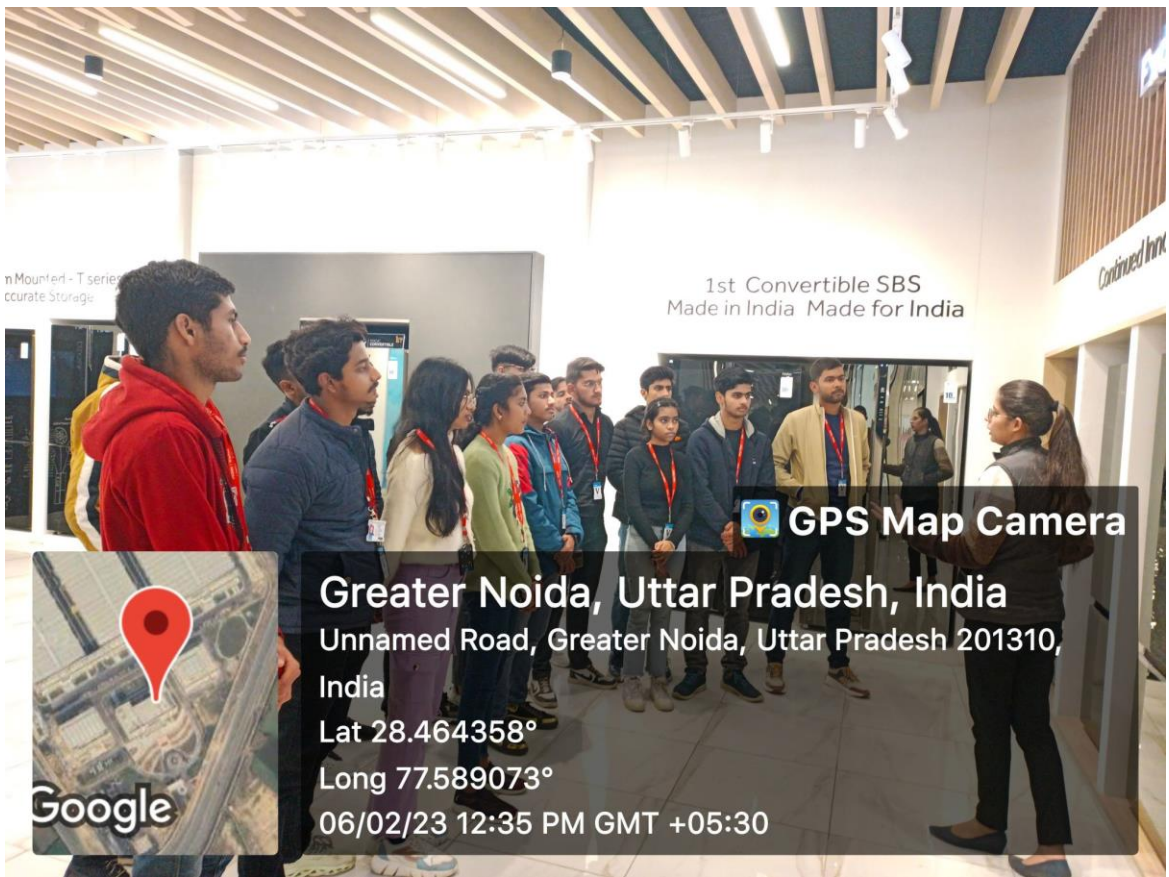 m Mounted - T series
ccurate Storage
1st Convertible SBS
Made in India Made for India
Continued Inno
GPS Map Camera
Greater Noida, Uttar Pradesh, India
Unnamed Road, Greater Noida, Uttar Pradesh 201310,
India
Lat 28.464358°
Long 77.589073°
06/02/23 12:35 PM GMT +05:30
Google